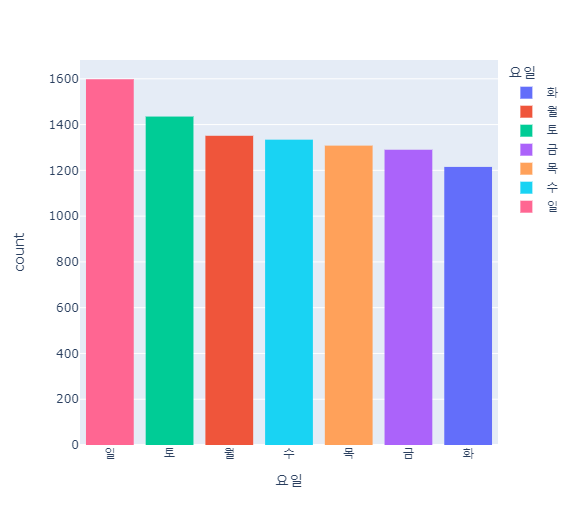 1600
1400
1200
1000
800
600
400
200
0
count
일 토 월 수 목 금 화
요일
요일
화
월
토
금
목
수
일